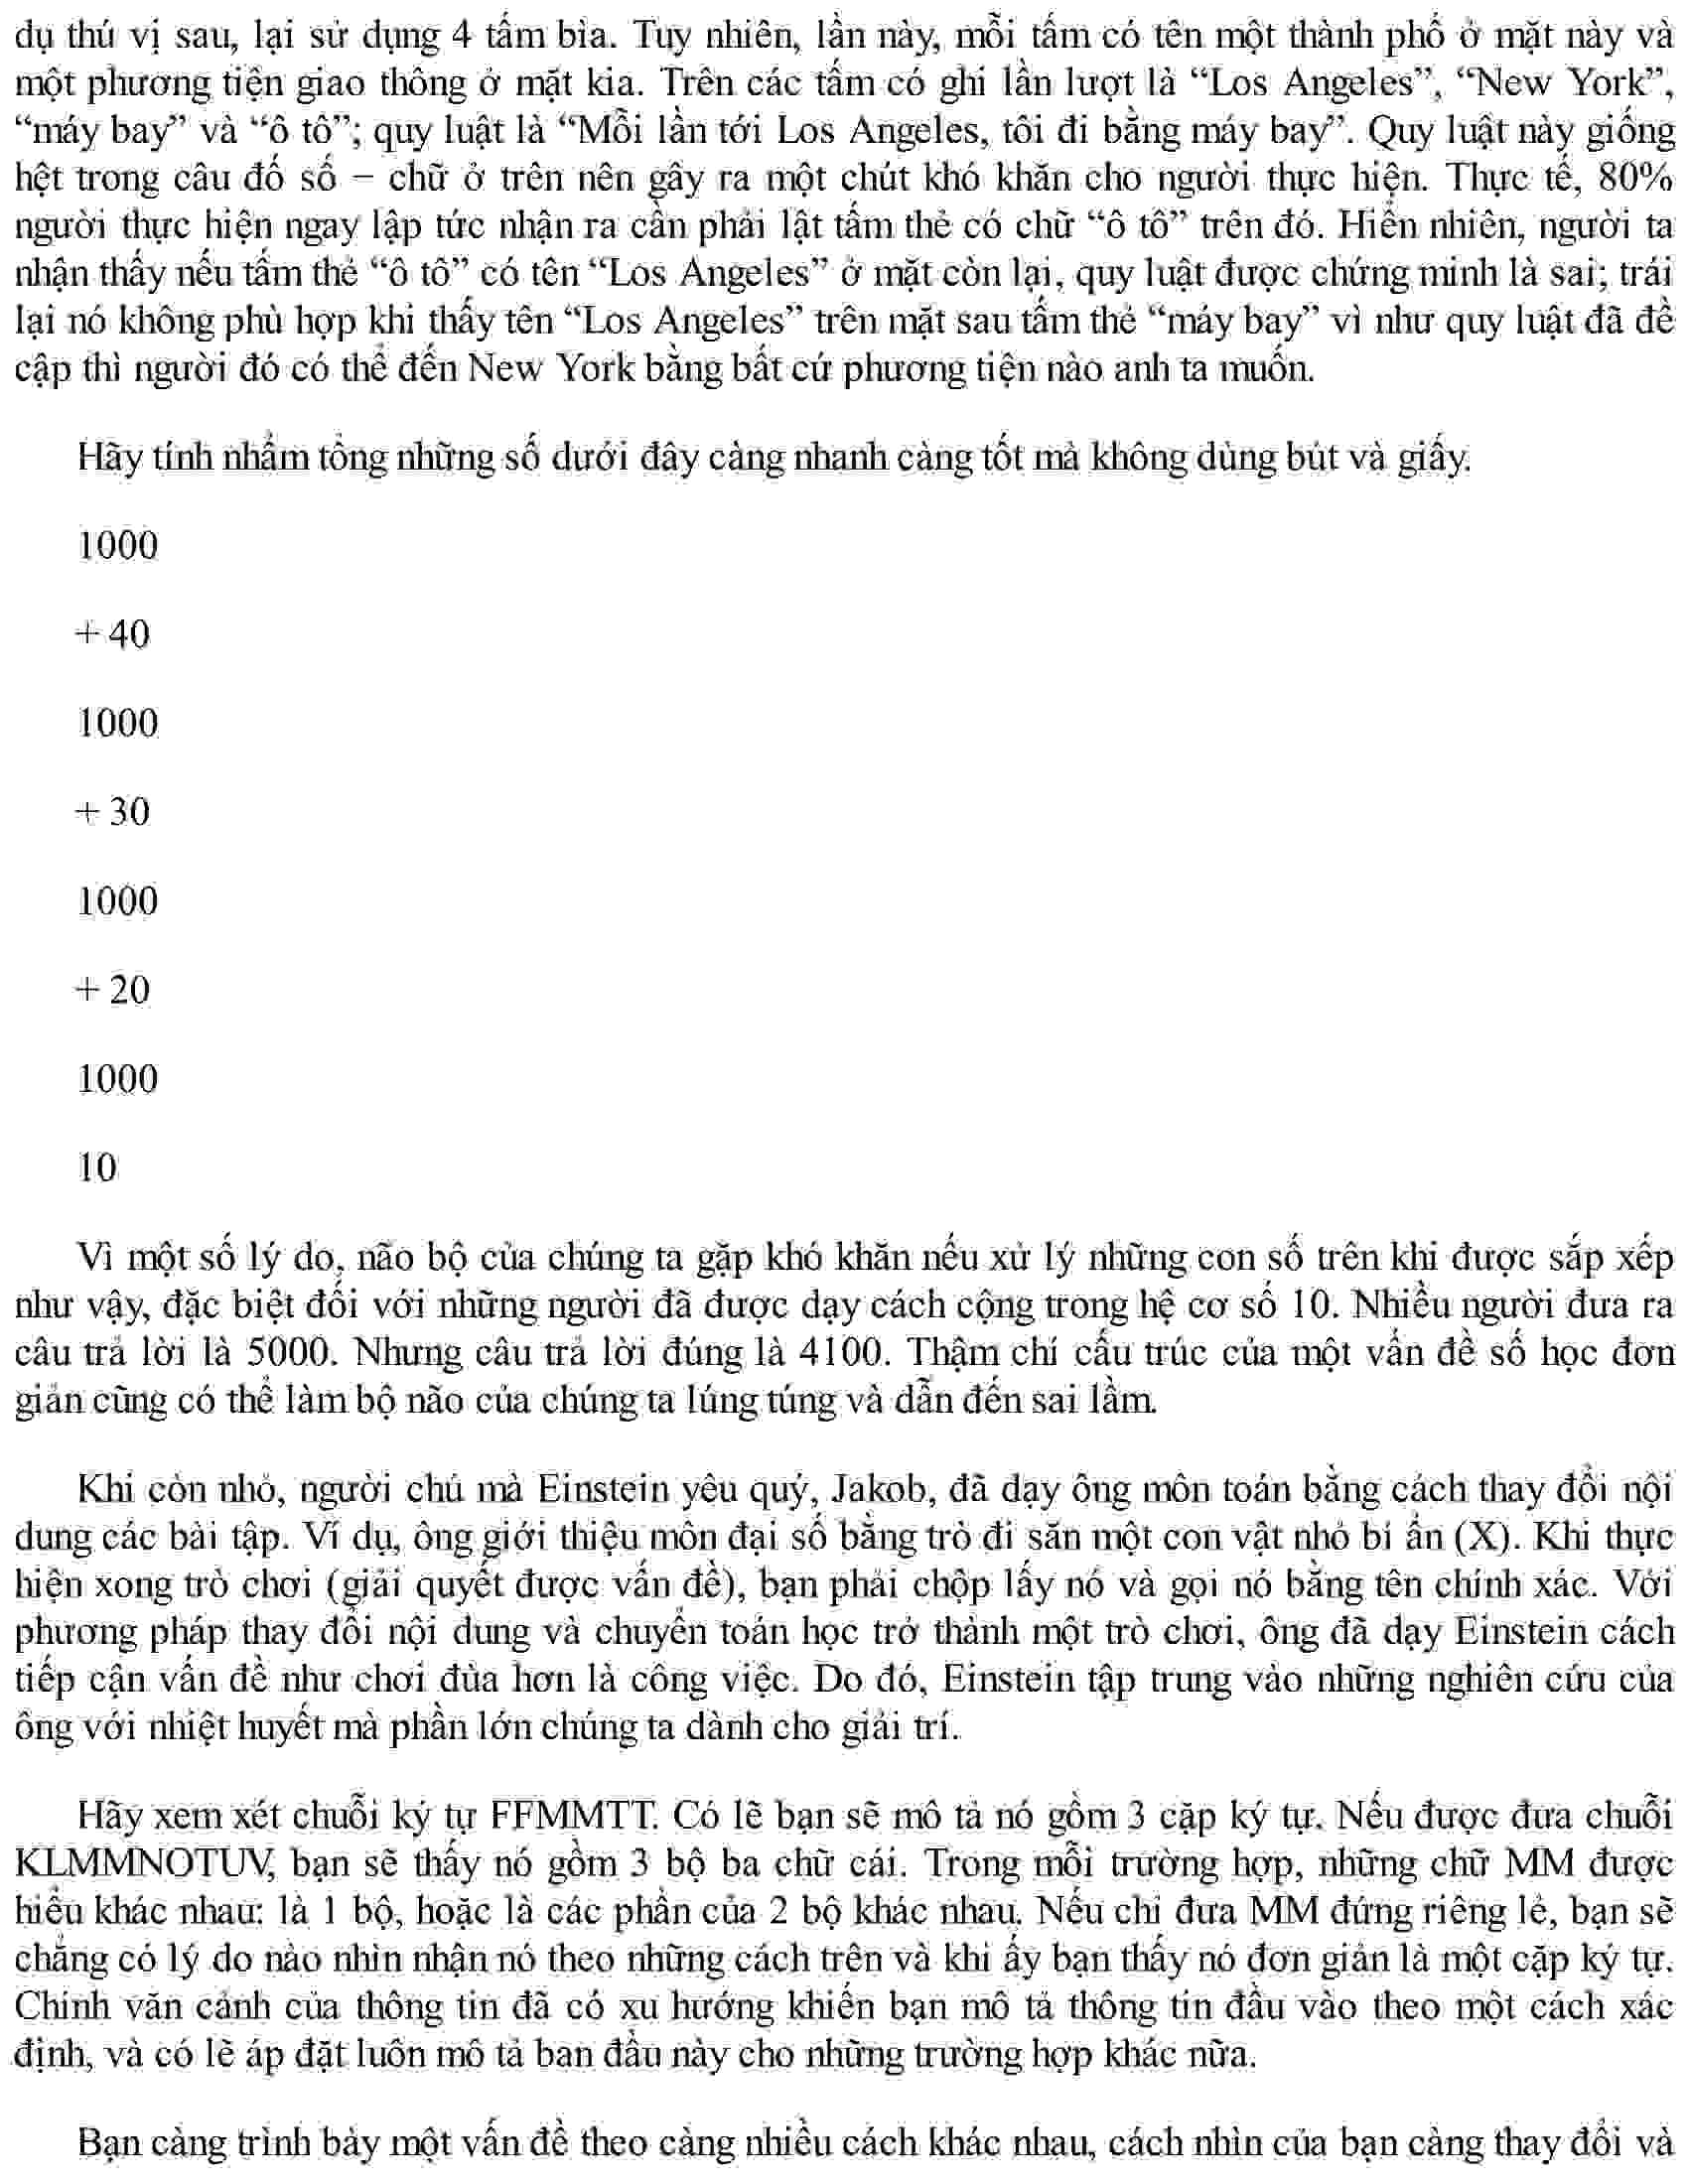 dụ thú vị sau, lại sử dụng 4 tấm bìa. Tuy nhiên, lần này, mỗi tấm có tên một thành phố ở mặt này và
một phương tiện giao thông ở mặt kia. Trên các tấm có ghi lần lượt là “Los Angeles”, “New York”,
“máy bay” và “ô tô”; quy luật là “Mỗi lần tới Los Angeles, tôi đi bằng máy bay”. Quy luật này giống
hệt trong câu đố số – chữ ở trên nên gây ra một chút khó khăn cho người thực hiện. Thực tế, 80%
người thực hiện ngay lập tức nhận ra cần phải lật tấm thẻ có chữ “ô tô” trên đó. Hiển nhiên, người ta
nhận thấy nếu tấm thẻ “ô tô” có tên “Los Angeles” ở mặt còn lại, quy luật được chứng minh là sai; trái
lại nó không phù hợp khi thấy tên “Los Angeles” trên mặt sau tấm thẻ “máy bay” vì như quy luật đã đề
cập thì người đó có thể đến New York bằng bất cứ phương tiện nào anh ta muốn.
Hãy tính nhẩm tổng những số dưới đây càng nhanh càng tốt mà không dùng bút và giấy.
1000
+ 40
1000
+ 30
1000
+ 20
1000
10
Vì một số lý do, não bộ của chúng ta gặp khó khăn nếu xử lý những con số trên khi được sắp xếp
như vậy, đặc biệt đối với những người đã được dạy cách cộng trong hệ cơ số 10. Nhiều người đưa ra
câu trả lời là 5000. Nhưng câu trả lời đúng là 4100. Thậm chí cấu trúc của một vấn đề số học đơn
giản cũng có thể làm bộ não của chúng ta lúng túng và dẫn đến sai lầm.
Khi còn nhỏ, người chú mà Einstein yêu quý, Jakob, đã dạy ông môn toán bằng cách thay đổi nội
dung các bài tập. Ví dụ, ông giới thiệu môn đại số bằng trò đi săn một con vật nhỏ bí ẩn (X). Khi thực
hiện xong trò chơi (giải quyết được vấn đề), bạn phải chộp lấy nó và gọi nó bằng tên chính xác. Với
phương pháp thay đổi nội dung và chuyển toán học trở thành một trò chơi, ông đã dạy Einstein cách
tiếp cận vấn đề như chơi đùa hơn là công việc. Do đó, Einstein tập trung vào những nghiên cứu của
ông với nhiệt huyết mà phần lớn chúng ta dành cho giải trí.
Hãy xem xét chuỗi ký tự FFMMTT. Có lẽ bạn sẽ mô tả nó gồm 3 cặp ký tự. Nếu được đưa chuỗi
KLMMNOTUV, bạn sẽ thấy nó gồm 3 bộ ba chữ cái. Trong mỗi trường hợp, những chữ MM được
hiểu khác nhau: là 1 bộ, hoặc là các phần của 2 bộ khác nhau. Nếu chỉ đưa MM đứng riêng lẻ, bạn sẽ
chẳng có lý do nào nhìn nhận nó theo những cách trên và khi ấy bạn thấy nó đơn giản là một cặp ký tự.
Chính văn cảnh của thông tin đã có xu hướng khiến bạn mô tả thông tin đầu vào theo một cách xác
định, và có lẽ áp đặt luôn mô tả ban đầu này cho những trường hợp khác nữa.
Bạn càng trình bày một vấn đề theo càng nhiều cách khác nhau, cách nhìn của bạn càng thay đổi và